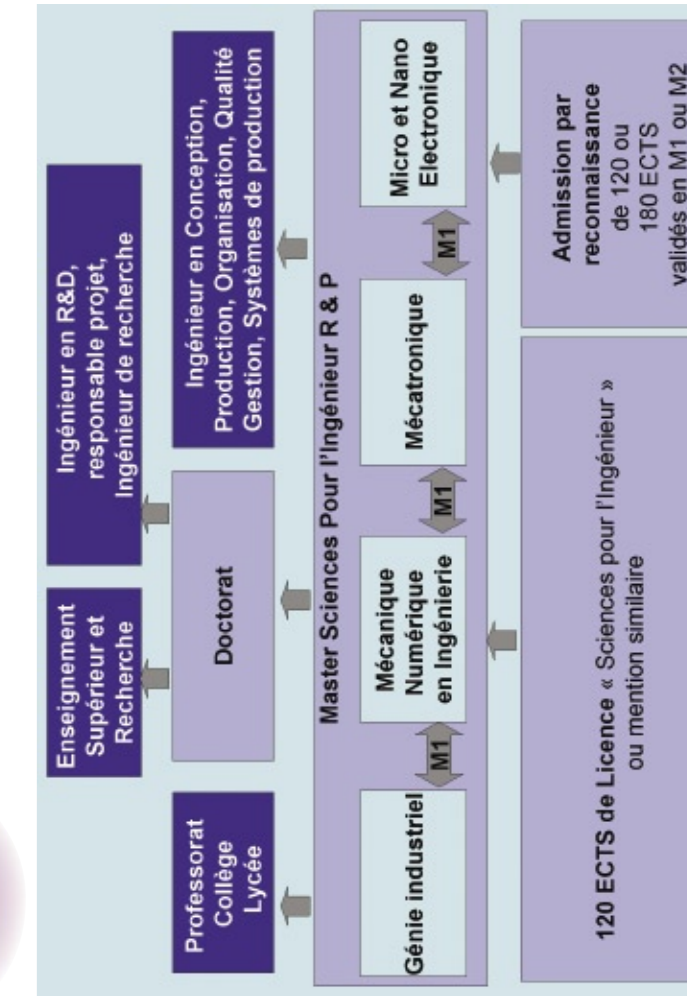 Enseignement
Supérieur et
Recherche
Ingénieur en R&D,
responsable projet,
Ingénieur de recherche
Professorat
Collège
Lycée
Doctorat
Ingénieur en Conception,
Production, Organisation, Qualité
Gestion, Systèmes de production
Master Sciences Pour l'Ingénieur R & P
Génie industriel
M1
Mécanique
Numérique
en Ingénierie
M1
Mécatronique
M1
Micro et Nano
Electronique
120 ECTS de Licence « Sciences pour l'Ingénieur »
ou mention similaire
Admission par
reconnaissance
de 120 ou
180 ECTS
validés en M1 ou M2